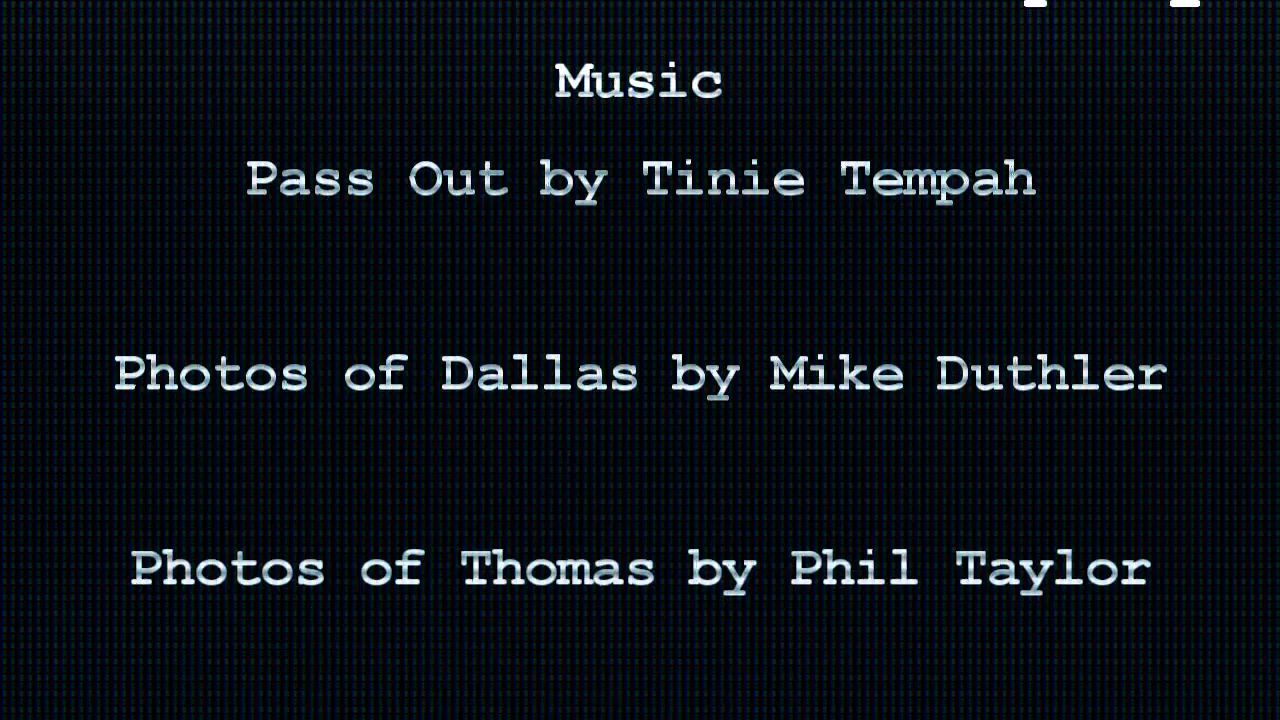 Music
Pass Out by Tinie Tempah
Photos of Dallas by Mike Duthler
Photos of Thomas by Phil Taylor